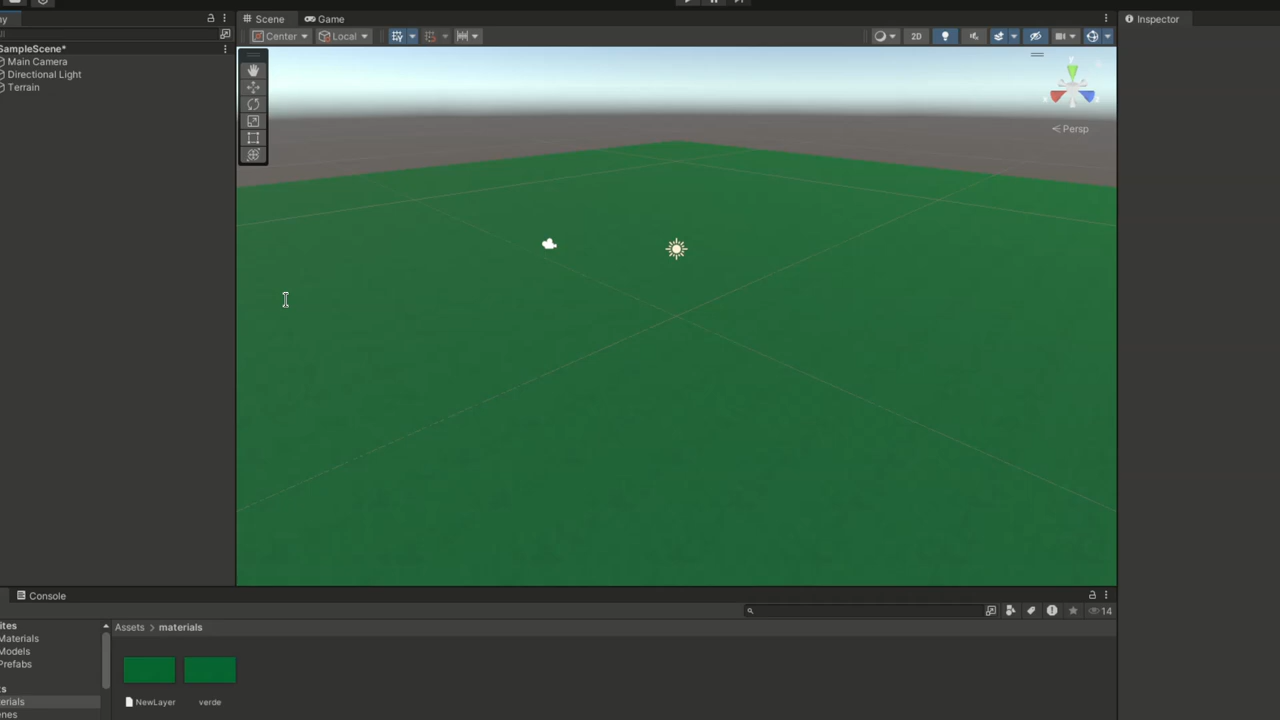 Scene Game Inspector
Center Local 2D
SampleScene*
Main Camera
Directional Light
Terrain
y
x
Persp
Console
14
Assets > materials
Materials
Models
Prefabs
NewLayer verde